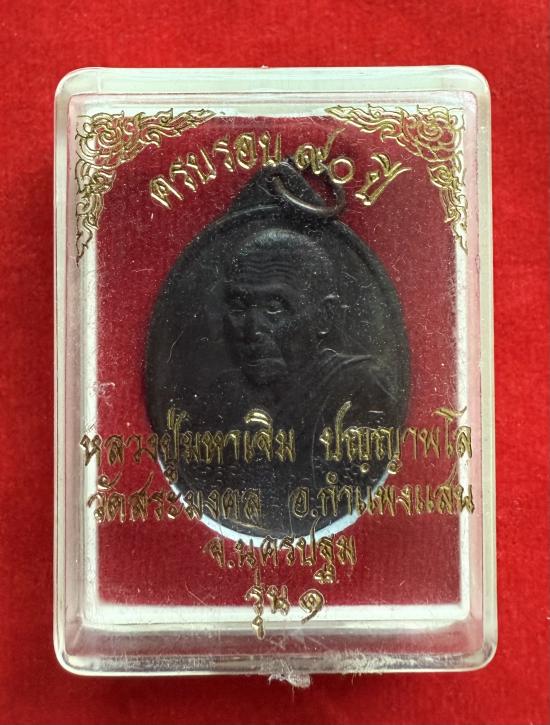 ครบรอบ ๙๐ ปี
หลวงปู่มหาเจิม ปญฺญาพโล
วัดสระมงคล อ.กำแพงแสน
จ.นครปฐม
รุ่น ๑